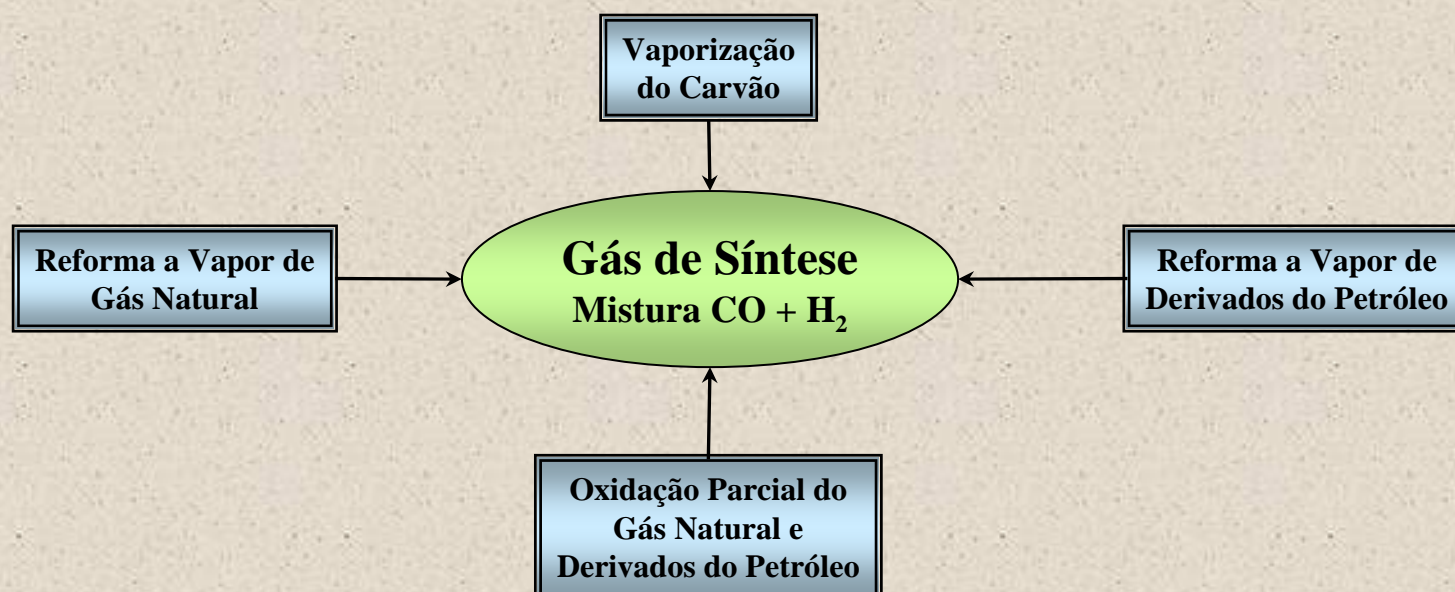 Vaporização
do Carvão
Reforma a Vapor de
Gás Natural
Gás de Síntese
Mistura CO + H₂
Reforma a Vapor de
Derivados do Petróleo
Oxidação Parcial do
Gás Natural e
Derivados do Petróleo